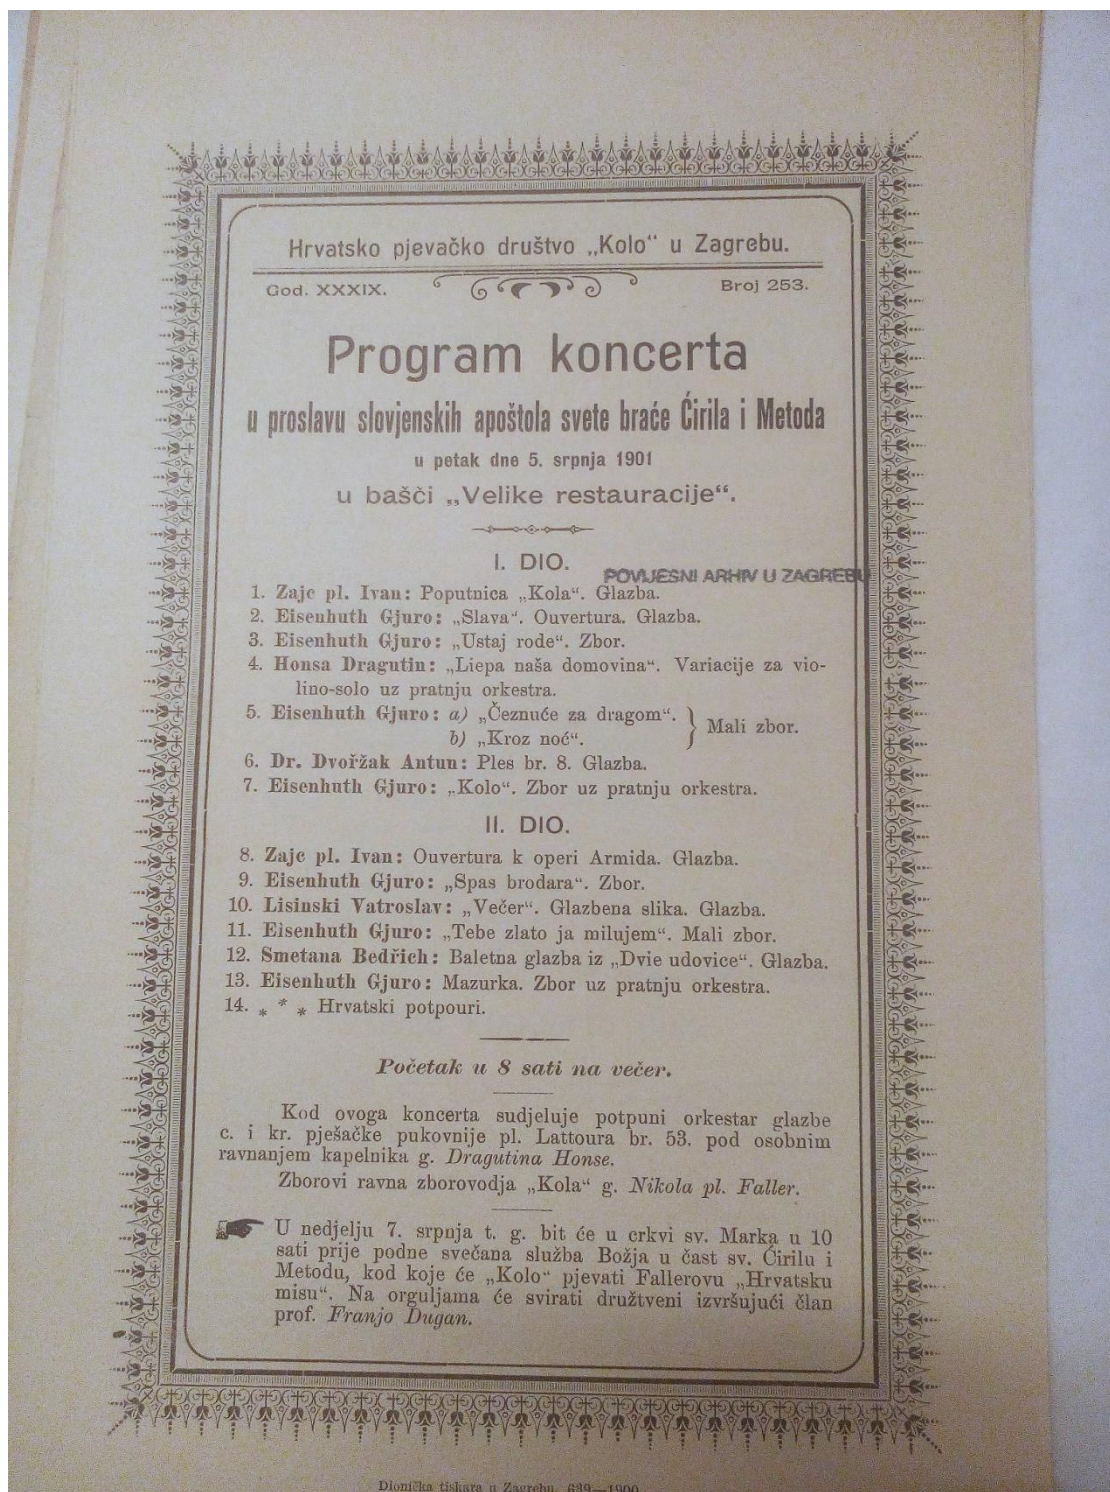 Hrvatsko pjevačko društvo „Kolo“ u Zagrebu.
God. XXXIX.
Broj 253.
Program koncerta
u proslavu slovjenskih apoštola svete braće Ćirila i Metoda
u petak dne 5. srpnja 1901
u bašči „Velike restauracije“.
I. DIO.
POVIJESNI ARHIV U ZAGREBU
1. Zajc pl. Ivan: Poputnica „Kola“. Glazba.
2. Eisenhuth Gjuro: „Slava“. Ouvertura. Glazba.
3. Eisenhuth Gjuro: „Ustaj rode“. Zbor.
4. Honsa Dragutin: „Liepa naša domovina“. Variacije za vio-
lino-solo uz pratnju orkestra.
5. Eisenhuth Gjuro: a) „Čeznuće za dragom“.
b) „Kroz noć“.
Mali zbor.
6. Dr. Dvořžak Antun: Ples br. 8. Glazba.
7. Eisenhuth Gjuro: „Kolo“. Zbor uz pratnju orkestra.
II. DIO.
8. Zajc pl. Ivan: Ouvertura k operi Armida. Glazba.
9. Eisenhuth Gjuro: „Spas brodara“. Zbor.
10. Lisinski Vatroslav: „Večer“. Glazbena slika. Glazba.
11. Eisenhuth Gjuro: „Tebe zlato ja milujem“. Mali zbor.
12. Smetana Bedřich: Baletna glazba iz „Dvie udovice“. Glazba.
13. Eisenhuth Gjuro: Mazurka. Zbor uz pratnju orkestra.
14. * * * Hrvatski potpouri.
Početak u 8 sati na večer.
Kod ovoga koncerta sudjeluje potpuni orkestar glazbe
c. i kr. pješačke pukovnije pl. Lattoura br. 53. pod osobnim
ravnanjem kapelnika g. Dragutina Honse.
Zborovi ravna zborovodja „Kola“ g. Nikola pl. Faller.
U nedjelju 7. srpnja t. g. bit će u crkvi sv. Marka u 10
sati prije podne svečana služba Božja u čast sv. Ćirilu i
Metodu, kod koje će „Kolo“ pjevati Fallerovu „Hrvatsku
misu“. Na orguljama će svirati družtveni izvršujući član
prof. Franjo Dugan.
Dionička tiskara u Zagrebu. 639—1900.